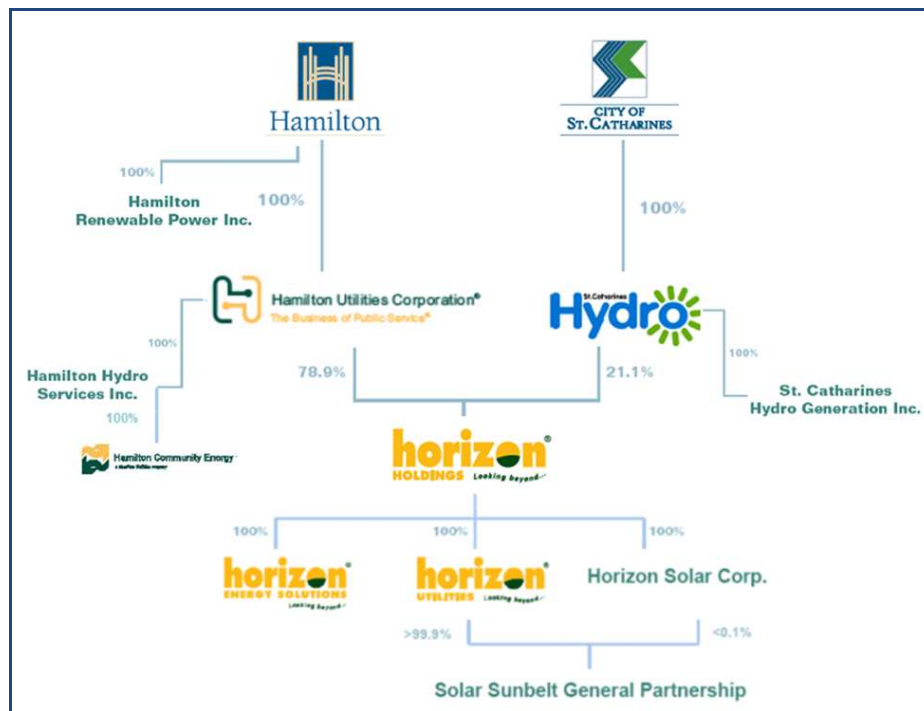 Hamilton
CITY OF
ST. CATHARINES
100%
Hamilton
Renewable Power Inc.
100%
100%
Hamilton Utilities Corporation®
The Business of Public Service®
St.Catharines
Hydro
100%
Hamilton Hydro
Services Inc.
100%
Hamilton Community Energy
78.9%
21.1%
100%
St. Catharines
Hydro Generation Inc.
horizon®
HOLDINGS Looking beyond...
100%
100%
100%
horizon®
ENERGY SOLUTIONS
Looking beyond...
horizon®
UTILITIES Looking beyond...
Horizon Solar Corp.
>99.9%
<0.1%
Solar Sunbelt General Partnership